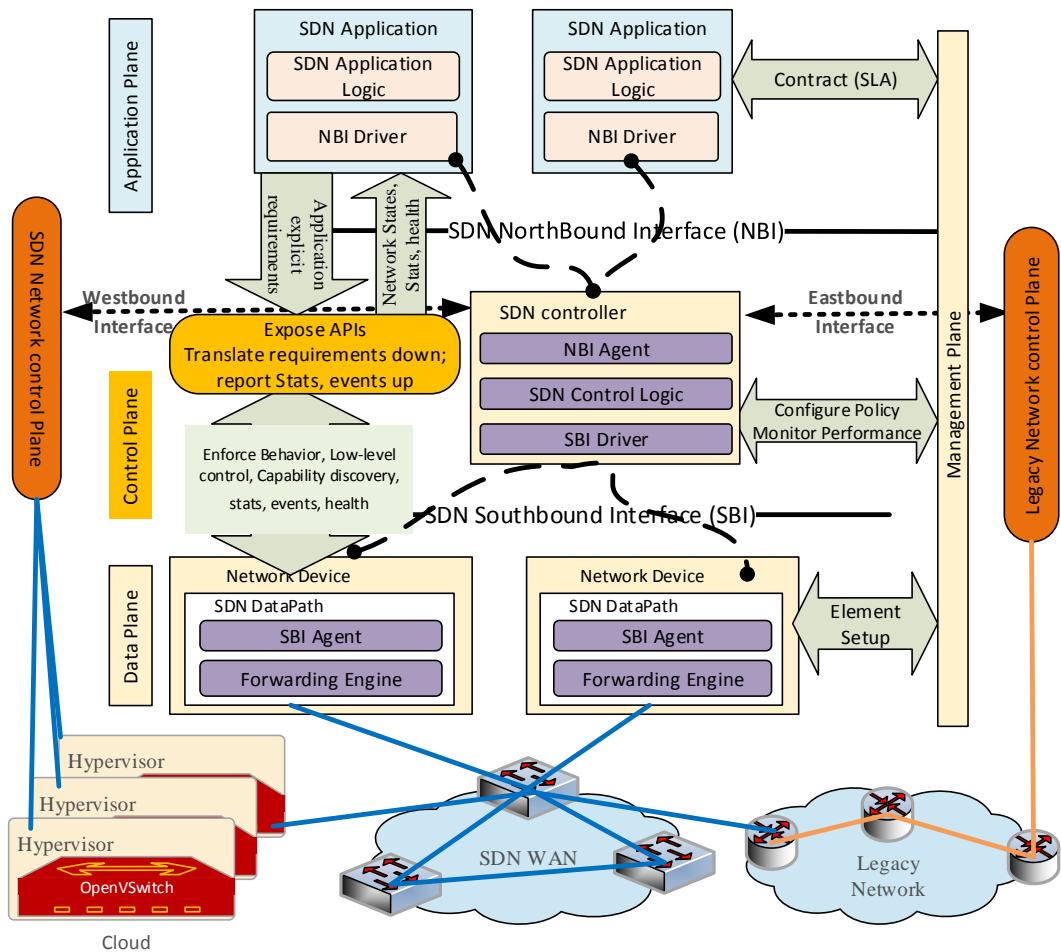 Application Plane
SDN Application
SDN Application
Logic
NBI Driver
SDN Application
SDN Application
Logic
NBI Driver
Contract (SLA)
Management Plane
SDN Network control Plane
Application
explicit
requirements
Network States,
Stats, health
SDN NorthBound Interface (NBI)
Legacy Network control Plane
Westbound
Interface
Eastbound
Interface
Control Plane
Expose APIs
Translate requirements down;
report Stats, events up
SDN controller
NBI Agent
SDN Control Logic
SBI Driver
Configure Policy
Monitor Performance
Enforce Behavior, Low-level
control, Capability discovery,
stats, events, health
SDN Southbound Interface (SBI)
Data Plane
Network Device
SDN DataPath
SBI Agent
Forwarding Engine
Network Device
SDN DataPath
SBI Agent
Forwarding Engine
Element
Setup
Hypervisor
Hypervisor
Hypervisor
OpenVSwitch
Cloud
SDN WAN
Legacy
Network